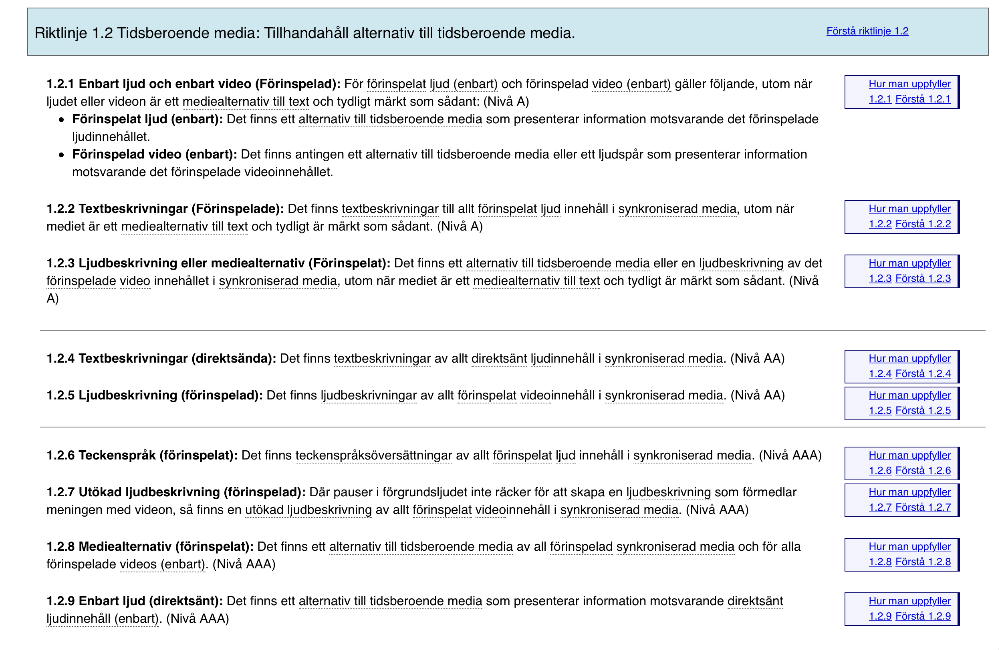 Riktlinje 1.2 Tidsberoende media: Tillhandahåll alternativ till tidsberoende media.
Förstå riktlinje 1.2
1.2.1 Enbart ljud och enbart video (Förinspelad): För förinspelat ljud (enbart) och förinspelad video (enbart) gäller följande, utom när
ljudet eller videon är ett mediealternativ till text och tydligt märkt som sådant: (Nivå A)
Hur man uppfyller
1.2.1 Förstå 1.2.1
• Förinspelat ljud (enbart): Det finns ett alternativ till tidsberoende media som presenterar information motsvarande det förinspelade
ljudinnehållet.
• Förinspelad video (enbart): Det finns antingen ett alternativ till tidsberoende media eller ett ljudspår som presenterar information
motsvarande det förinspelade videoinnehållet.
1.2.2 Textbeskrivningar (Förinspelade): Det finns textbeskrivningar till allt förinspelat ljud innehåll i synkroniserad media, utom när
mediet är ett mediealternativ till text och tydligt är märkt som sådant. (Nivå A)
Hur man uppfyller
1.2.2 Förstå 1.2.2
1.2.3 Ljudbeskrivning eller mediealternativ (Förinspelat): Det finns ett alternativ till tidsberoende media eller en ljudbeskrivning av det
förinspelade video innehållet i synkroniserad media, utom när mediet är ett mediealternativ till text och tydligt är märkt som sådant. (Nivå
A)
Hur man uppfyller
1.2.3 Förstå 1.2.3
1.2.4 Textbeskrivningar (direktsända): Det finns textbeskrivningar av allt direktsänt ljudinnehåll i synkroniserad media. (Nivå AA)
Hur man uppfyller
1.2.4 Förstå 1.2.4
1.2.5 Ljudbeskrivning (förinspelad): Det finns ljudbeskrivningar av allt förinspelat videoinnehåll i synkroniserad media. (Nivå AA)
Hur man uppfyller
1.2.5 Förstå 1.2.5
1.2.6 Teckenspråk (förinspelat): Det finns teckenspråksöversättningar av allt förinspelat ljud innehåll i synkroniserad media. (Nivå AAA)
Hur man uppfyller
1.2.6 Förstå 1.2.6
1.2.7 Utökad ljudbeskrivning (förinspelad): Där pauser i förgrundsljudet inte räcker för att skapa en ljudbeskrivning som förmedlar
meningen med videon, så finns en utökad ljudbeskrivning av allt förinspelat videoinnehåll i synkroniserad media. (Nivå AAA)
Hur man uppfyller
1.2.7 Förstå 1.2.7
1.2.8 Mediealternativ (förinspelat): Det finns ett alternativ till tidsberoende media av all förinspelad synkroniserad media och för alla
förinspelade videos (enbart). (Nivå AAA)
Hur man uppfyller
1.2.8 Förstå 1.2.8
1.2.9 Enbart ljud (direktsänt): Det finns ett alternativ till tidsberoende media som presenterar information motsvarande direktsänt
ljudinnehåll (enbart). (Nivå AAA)
Hur man uppfyller
1.2.9 Förstå 1.2.9